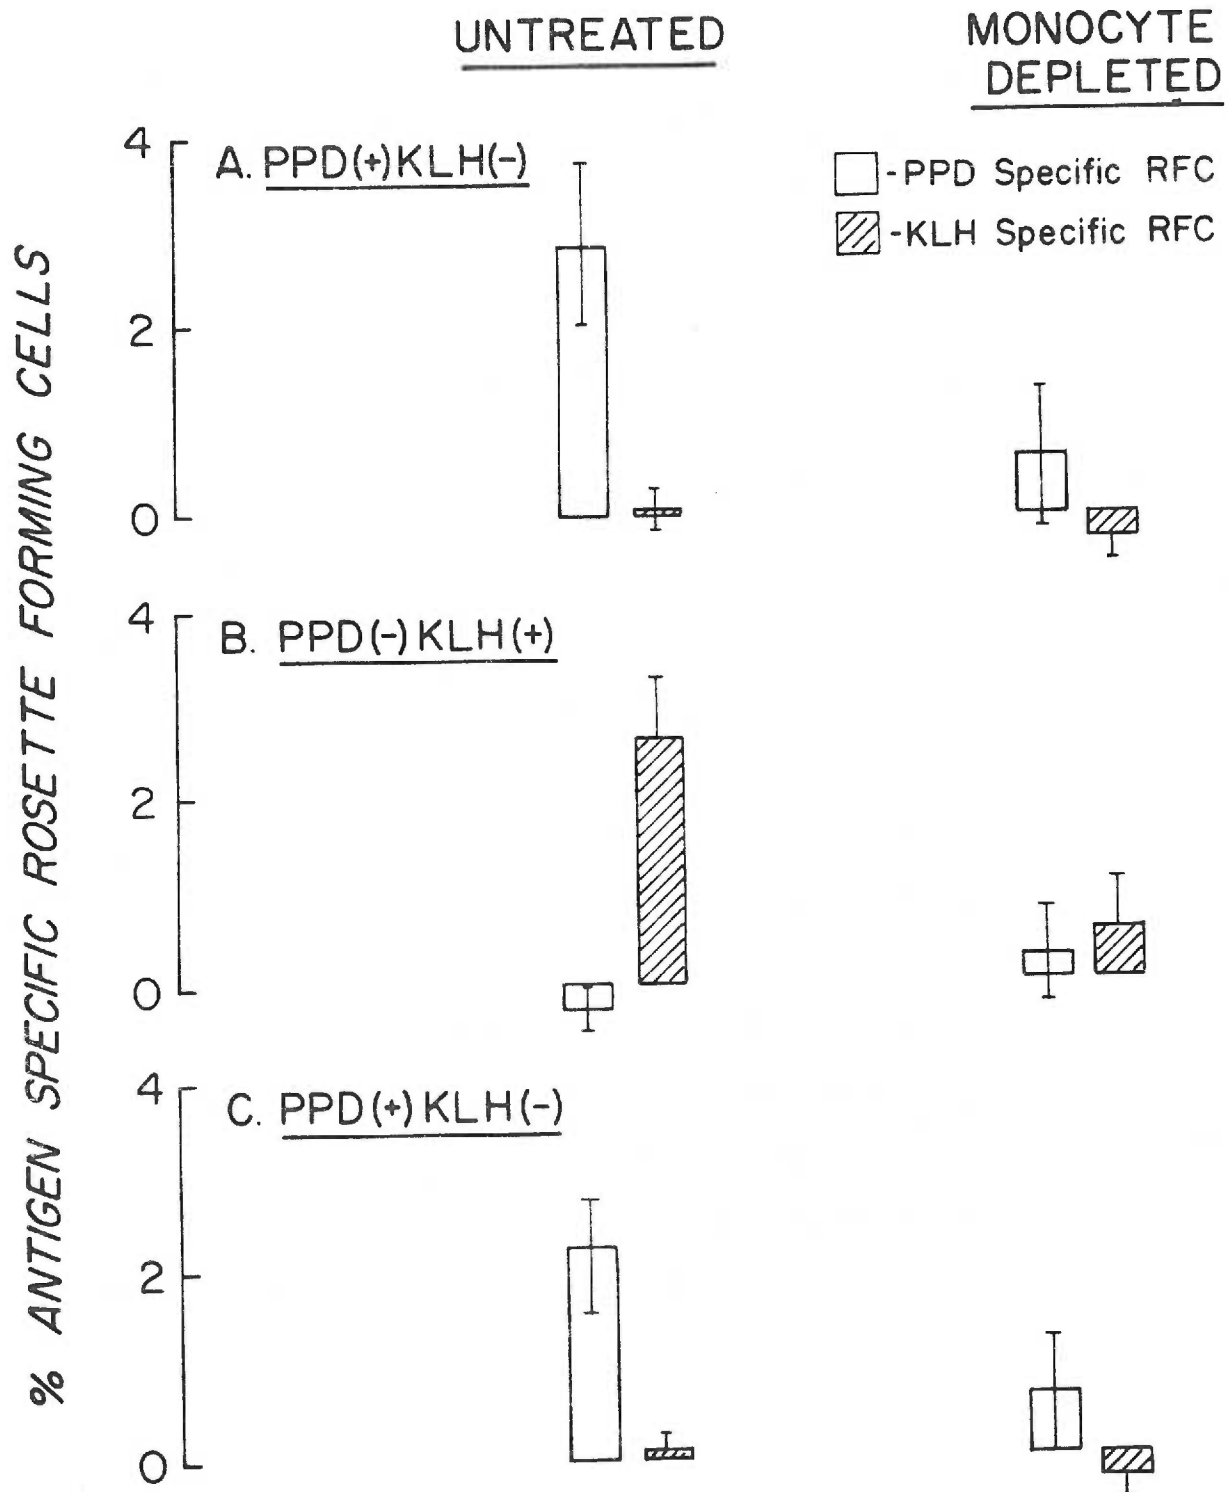 UNTREATED
MONOCYTE
DEPLETED
% ANTIGEN SPECIFIC ROSETTE FORMING CELLS
A. PPD(+)KLH(-)
-PPD Specific RFC
-KLH Specific RFC
4
2
0
B. PPD(-)KLH(+)
4
2
0
C. PPD(+)KLH(-)
4
2
0